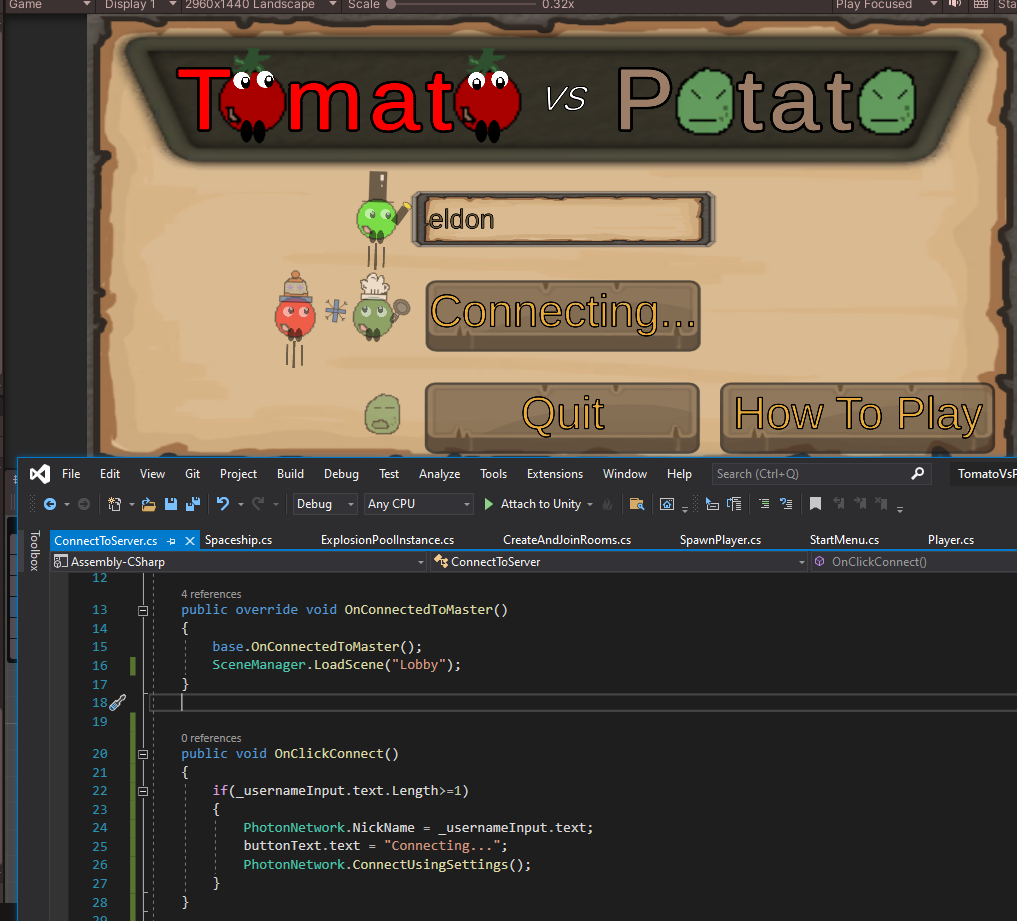 Game Display 1 2960x1440 Landscape Scale 0.32x Play Focused
Tomato vs Potato
eldon
Connecting...
Quit How To Play
File Edit View Git Project Build Debug Test Analyze Tools Extensions Window Help Search (Ctrl+Q) TomatoVsP
Debug Any CPU Attach to Unity
Toolbox
ConnectToServer.cs Spaceship.cs ExplosionPoolInstance.cs CreateAndJoinRooms.cs SpawnPlayer.cs StartMenu.cs Player.cs
Assembly-CSharp ConnectToServer OnClickConnect()
12
4 references
13 public override void OnConnectedToMaster()
14 {
15 base.OnConnectedToMaster();
16 SceneManager.LoadScene("Lobby");
17 }
18
19
0 references
20 public void OnClickConnect()
21 {
22 if(_usernameInput.text.Length>=1)
23 {
24 PhotonNetwork.NickName = _usernameInput.text;
25 buttonText.text = "Connecting...";
26 PhotonNetwork.ConnectUsingSettings();
27 }
28 }
29